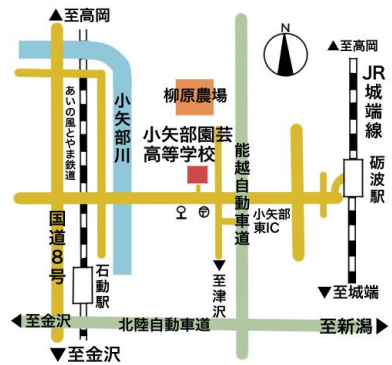 ▲至高岡
N
▲至高岡
JR城端線
柳原農場
あいの風とやま鉄道
小矢部川
小矢部園芸
高等学校
能越自動車道
砺波駅
国道8号
小矢部
東IC
石動駅
▼至津沢
▼至城端
◀至金沢
北陸自動車道
至新潟▶
▼至金沢